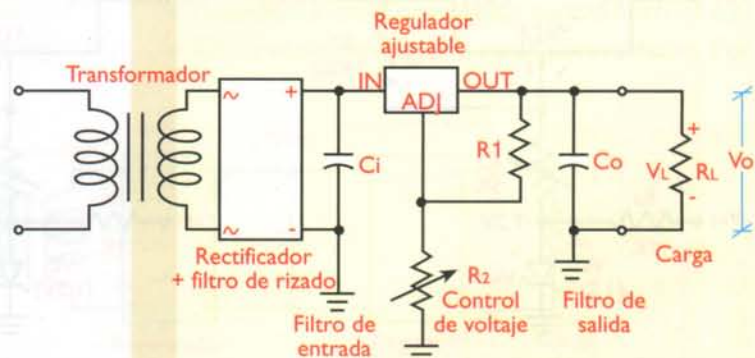 Regulador
ajustable
Transformador
IN
OUT
ADJ
~
+
~
-
Ci
R1
Co
+
VL
RL
-
Vo
Rectificador
+ filtro de rizado
Filtro de
entrada
R2
Control
de voltaje
Filtro de
salida
Carga